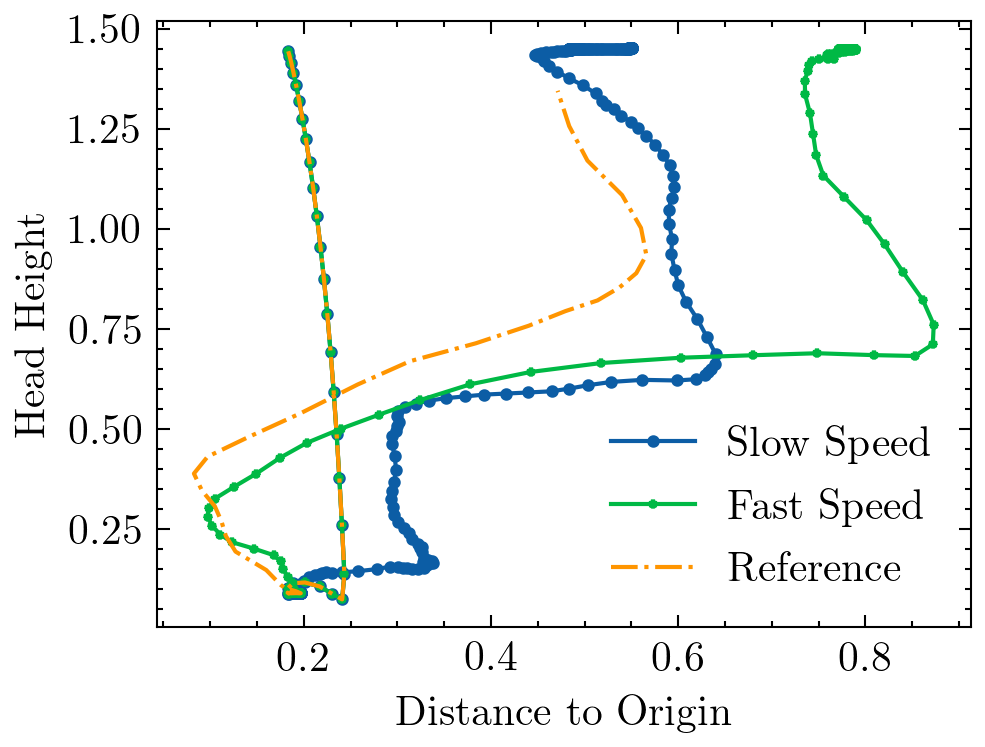 1.50
1.25
1.00
0.75
0.50
0.25
Head Height
Slow Speed
Fast Speed
Reference
0.2 0.4 0.6 0.8
Distance to Origin